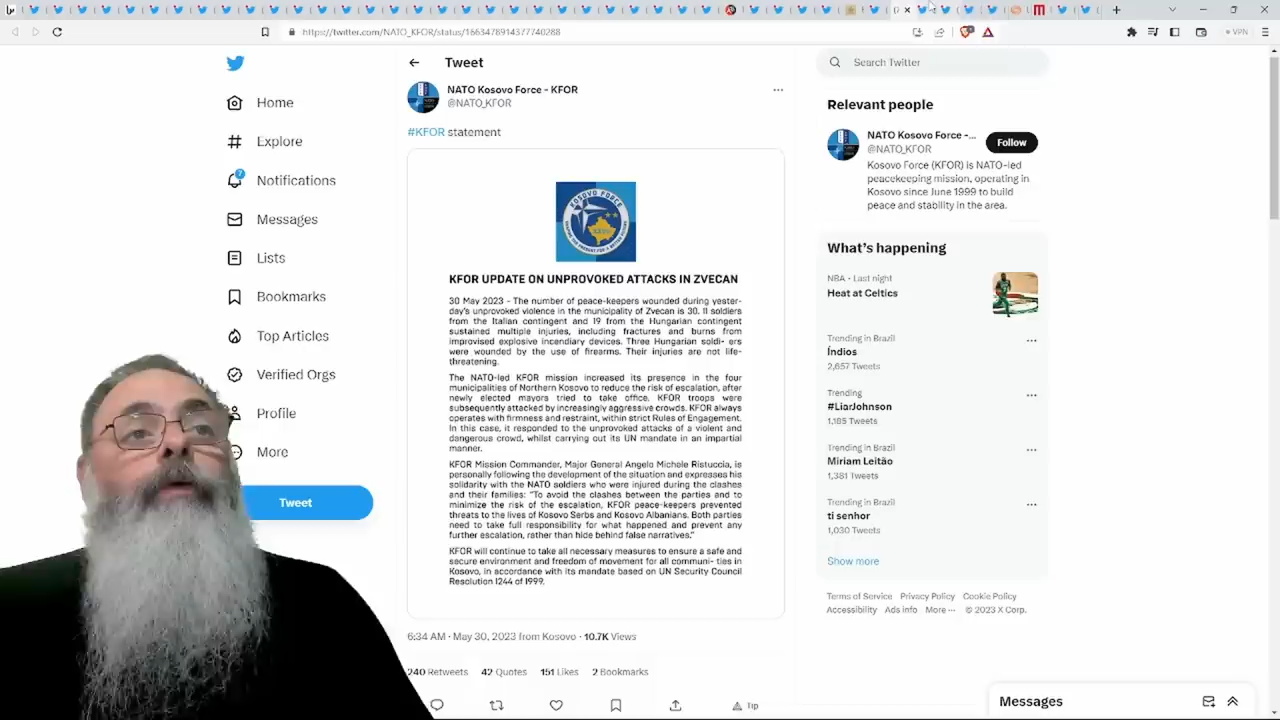 https://twitter.com/NATO_KFOR/status/1663478914377740288
VPN
Home
Explore
7
Notifications
Messages
Lists
Bookmarks
Top Articles
Verified Orgs
Profile
More
Tweet
Tweet
NATO Kosovo Force - KFOR
@NATO_KFOR
#KFOR statement
KOSOVO FORCE
KFOR UPDATE ON UNPROVOKED ATTACKS IN ZVECAN
30 May 2023 – The number of peace-keepers wounded during yester-
day's unprovoked violence in the municipality of Zvecan is 30. 11 soldiers
from the Italian contingent and 19 from the Hungarian contingent
sustained multiple injuries, including fractures and burns from
improvised explosive incendiary devices. Three Hungarian soldi- ers
were wounded by the use of firearms. Their injuries are not life-
threatening.
The NATO-led KFOR mission increased its presence in the four
municipalities of Northern Kosovo to reduce the risk of escalation, after
newly elected mayors tried to take office. KFOR troops were
subsequently attacked by increasingly aggressive crowds. KFOR always
operates with firmness and restraint, within strict Rules of Engagement.
In this case, it responded to the unprovoked attacks of a violent and
dangerous crowd, whilst carrying out its UN mandate in an impartial
manner.
KFOR Mission Commander, Major General Angelo Michele Ristuccia, is
personally following the development of the situation and expresses his
solidarity with the NATO soldiers who were injured during the clashes
and their families: "To avoid the clashes between the parties and to
minimize the risk of the escalation, KFOR peace-keepers prevented
threats to the lives of Kosovo Serbs and Kosovo Albanians. Both parties
need to take full responsibility for what happened and prevent any
further escalation, rather than hide behind false narratives."
KFOR will continue to take all necessary measures to ensure a safe and
secure environment and freedom of movement for all communi- ties in
Kosovo, in accordance with its mandate based on UN Security Council
Resolution 1244 of 1999.
6:34 AM · May 30, 2023 from Kosovo · 10.7K Views
240 Retweets 42 Quotes 151 Likes 2 Bookmarks
Tip
Search Twitter
Relevant people
NATO Kosovo Force -...
@NATO_KFOR
Follow
Kosovo Force (KFOR) is NATO-led
peacekeeping mission, operating in
Kosovo since June 1999 to build
peace and stability in the area.
What's happening
NBA · Last night
Heat at Celtics
Trending in Brazil
Índios
2,657 Tweets
Trending
#LiarJohnson
1,185 Tweets
Trending in Brazil
Miriam Leitão
1,381 Tweets
Trending in Brazil
ti senhor
1,030 Tweets
Show more
Terms of Service Privacy Policy Cookie Policy
Accessibility Ads info More ··· © 2023 X Corp.
Messages